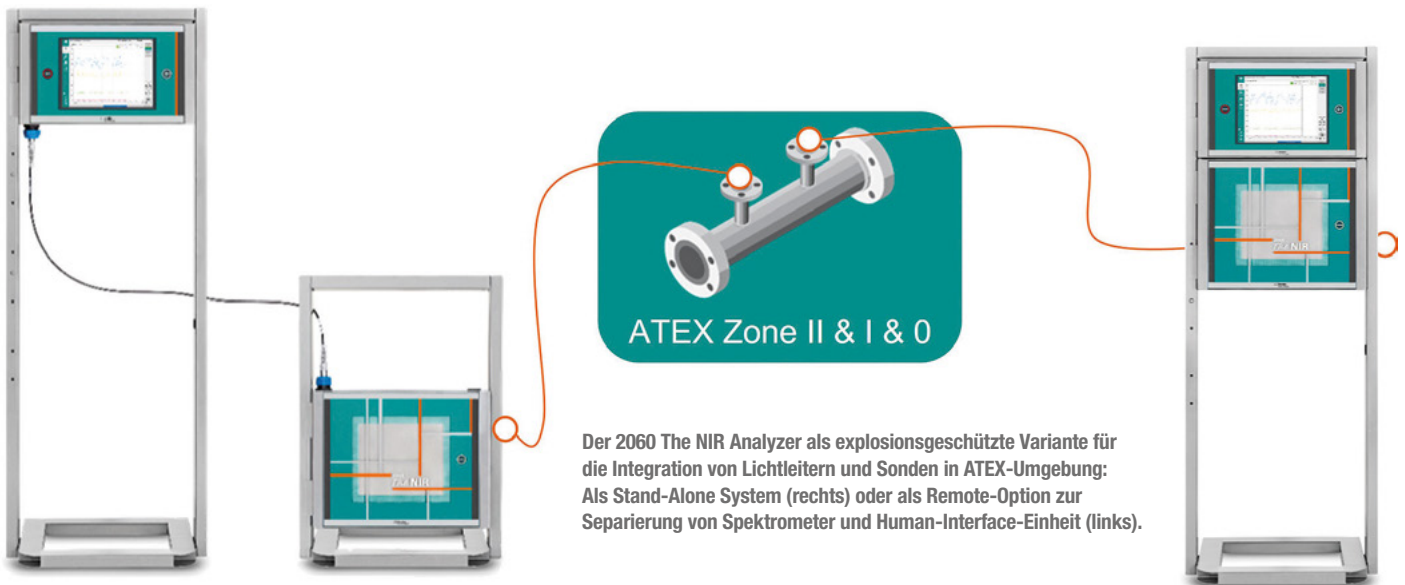 ATEX Zone II & I & 0
Der 2060 The NIR Analyzer als explosionsgeschützte Variante für
die Integration von Lichtleitern und Sonden in ATEX-Umgebung:
Als Stand-Alone System (rechts) oder als Remote-Option zur
Separierung von Spektrometer und Human-Interface-Einheit (links).
NIR
NIR